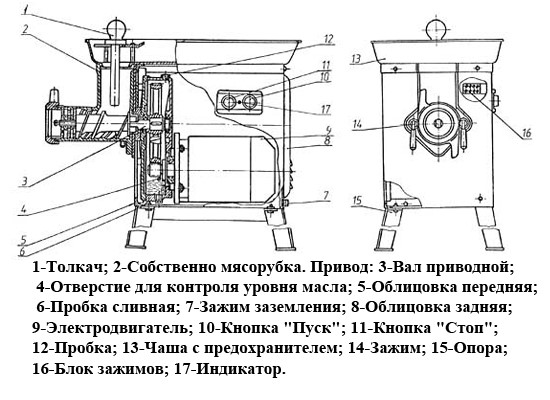 1
2
3
4
5
6
12
11
10
17
9
8
7
13
14
15
16
1-Толкач; 2-Собственно мясорубка. Привод: 3-Вал приводной;
4-Отверстие для контроля уровня масла; 5-Облицовка передняя;
6-Пробка сливная; 7-Зажим заземления; 8-Облицовка задняя;
9-Электродвигатель; 10-Кнопка "Пуск"; 11-Кнопка "Стоп";
12-Пробка; 13-Чаша с предохранителем; 14-Зажим; 15-Опора;
16-Блок зажимов; 17-Индикатор.